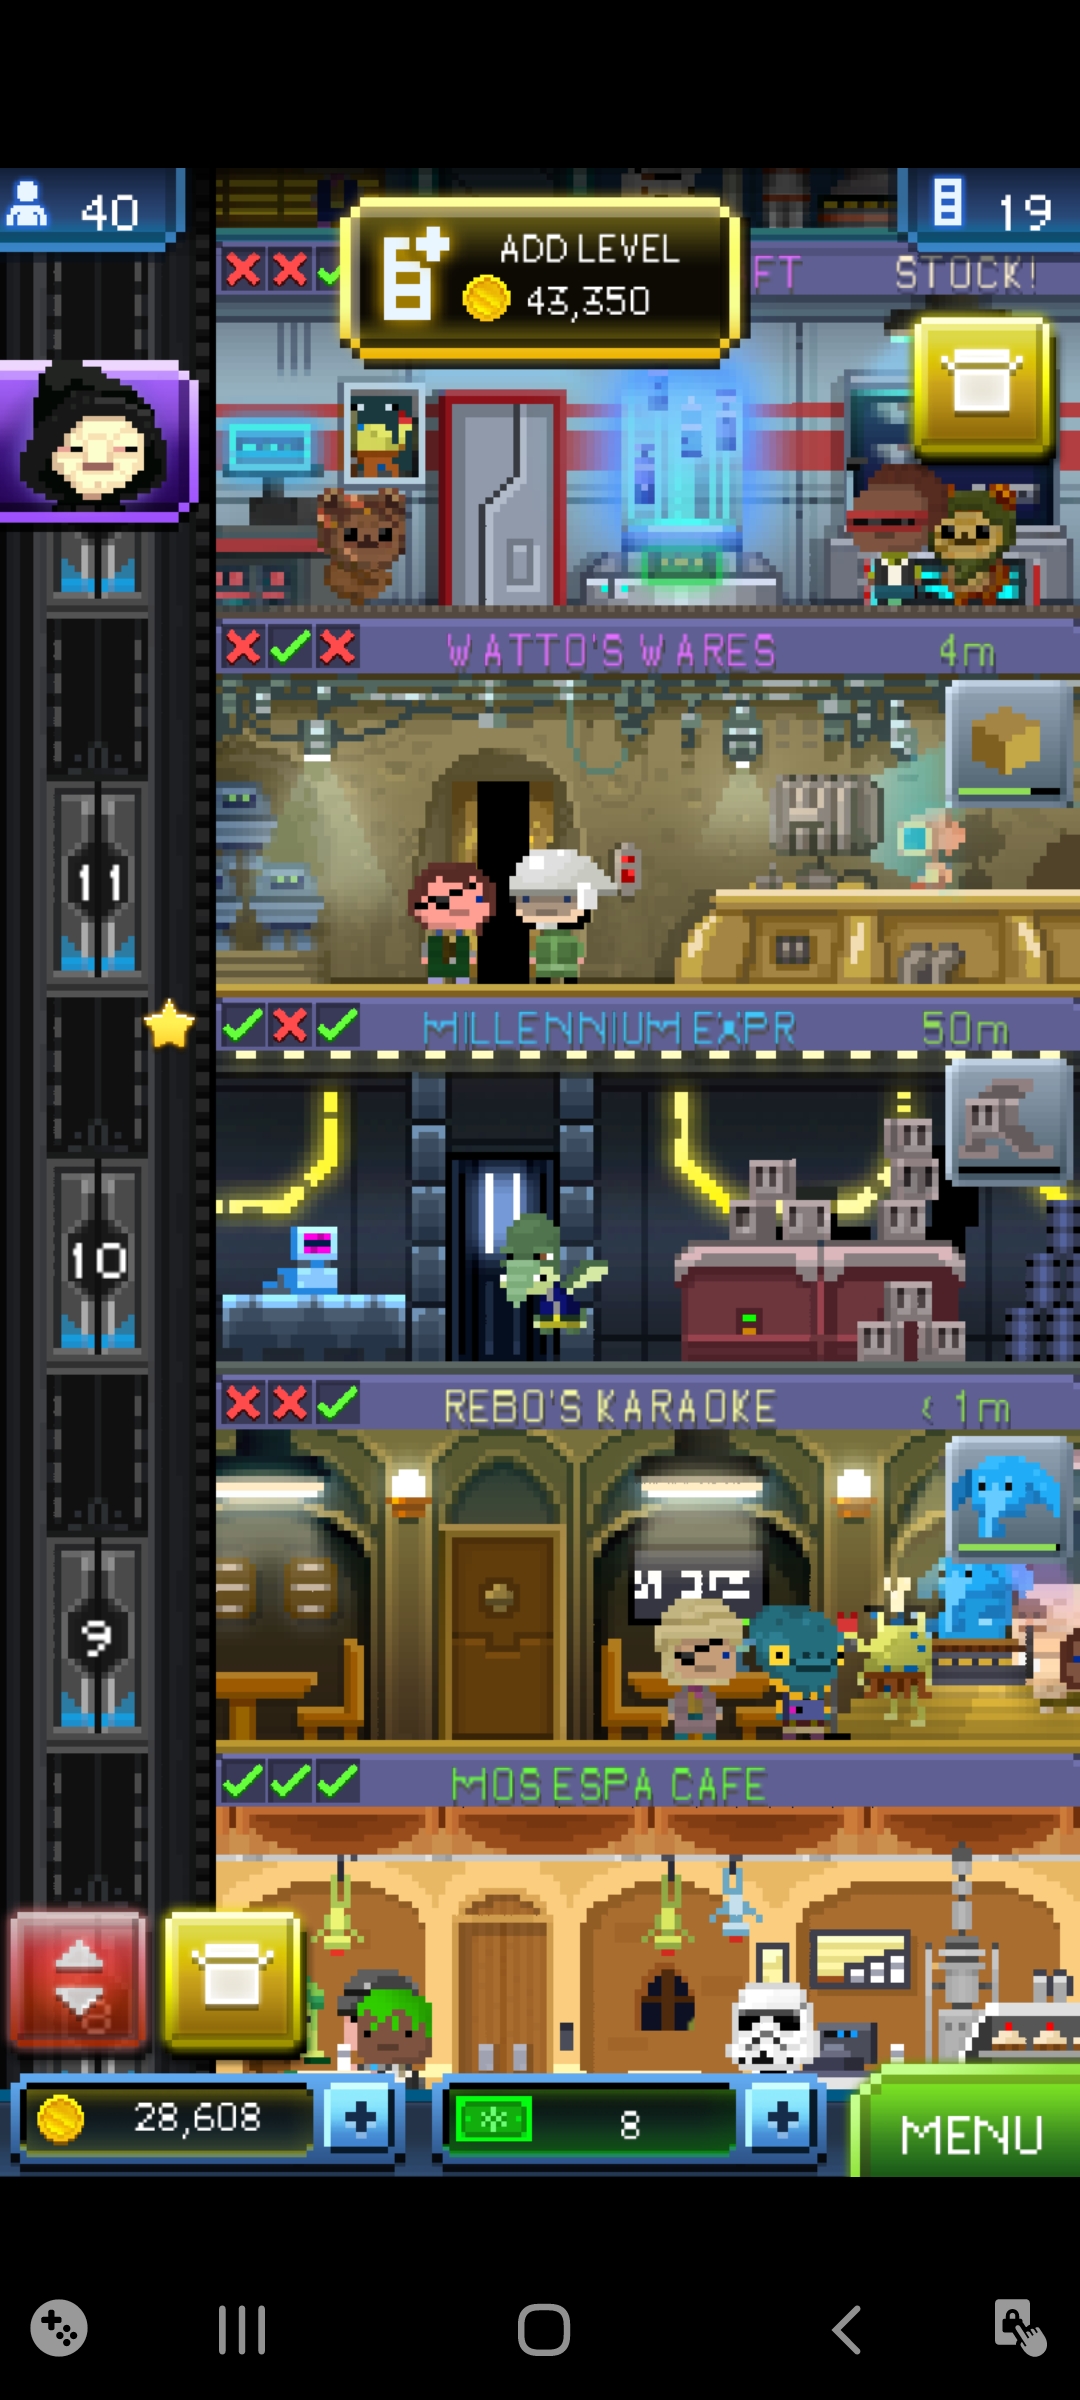 40
ADD LEVEL
43,350
19
FT STOCK!
WATTO'S WARES 4m
11
MILLENNIUM EXPR 50m
10
REBO'S KARAOKE < 1m
9
MOS ESPA CAFE
8
28,608
8
MENU